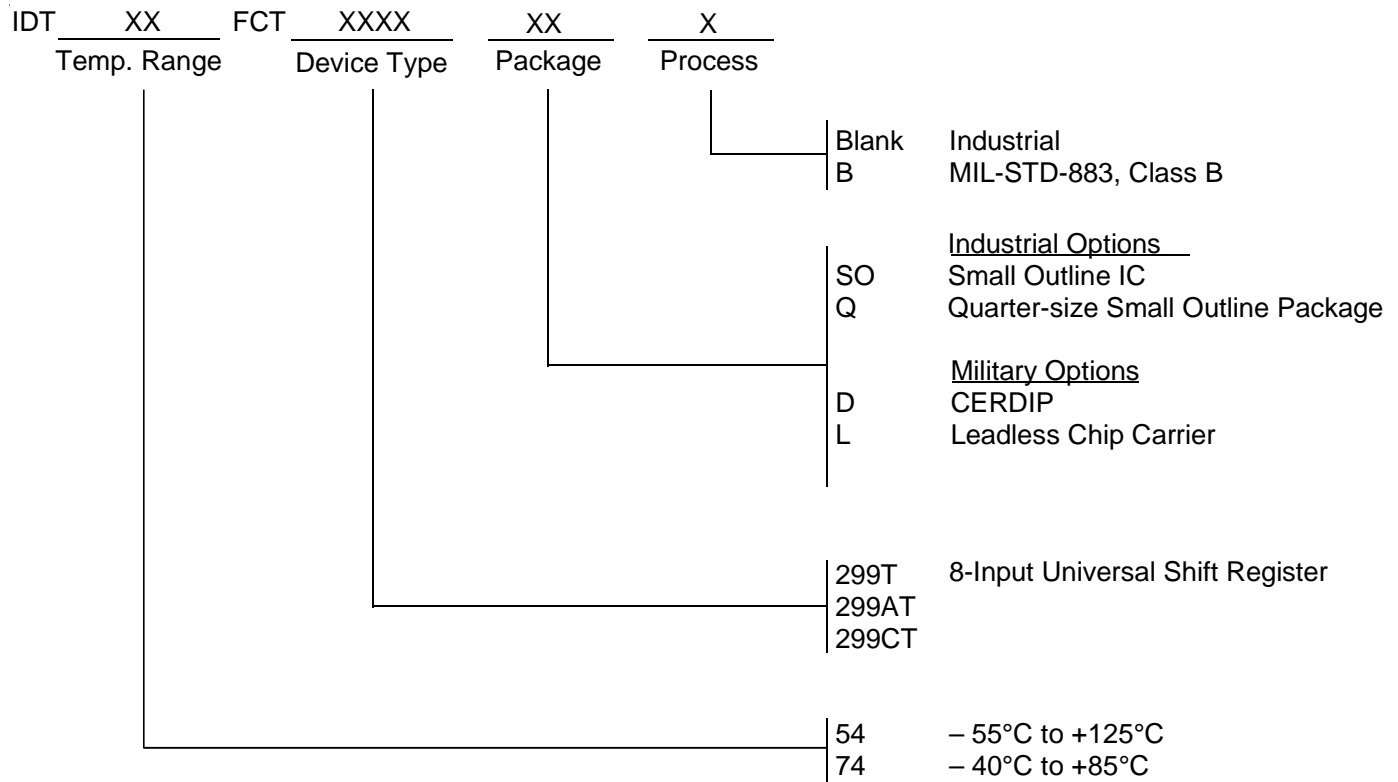 IDT XX FCT XXXX XX X
Temp. Range Device Type Package Process
Blank Industrial
B MIL-STD-883, Class B
Industrial Options
SO Small Outline IC
Q Quarter-size Small Outline Package
Military Options
D CERDIP
L Leadless Chip Carrier
299T 8-Input Universal Shift Register
299AT
299CT
54 – 55°C to +125°C
74 – 40°C to +85°C